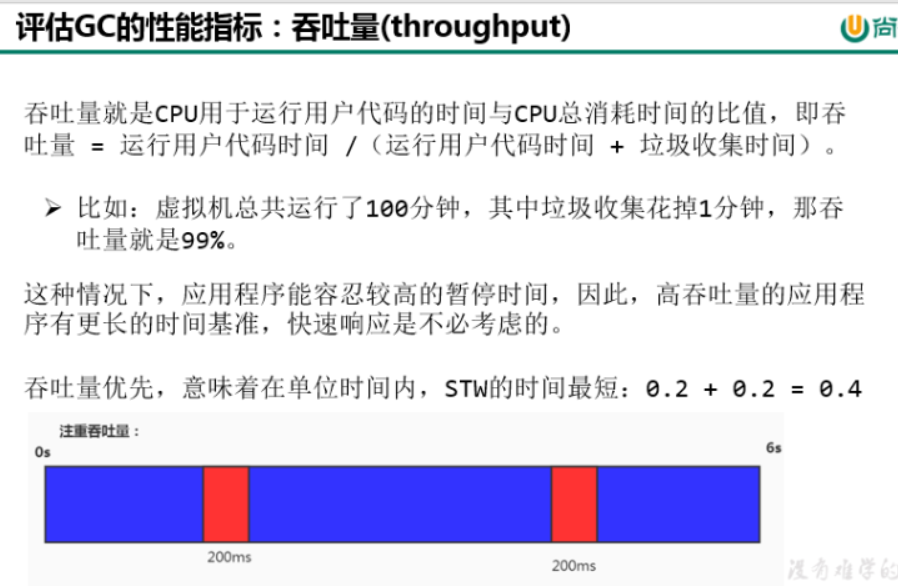 评估GC的性能指标：吞吐量(throughput)
尚
吞吐量就是CPU用于运行用户代码的时间与CPU总消耗时间的比值，即吞
吐量 = 运行用户代码时间 /（运行用户代码时间 + 垃圾收集时间）。
➢ 比如：虚拟机总共运行了100分钟，其中垃圾收集花掉1分钟，那吞
吐量就是99%。
这种情况下，应用程序能容忍较高的暂停时间，因此，高吞吐量的应用程
序有更长的时间基准，快速响应是不必考虑的。
吞吐量优先，意味着在单位时间内，STW的时间最短：0.2 + 0.2 = 0.4
注重吞吐量：
0s
6s
200ms
200ms
没有难学的